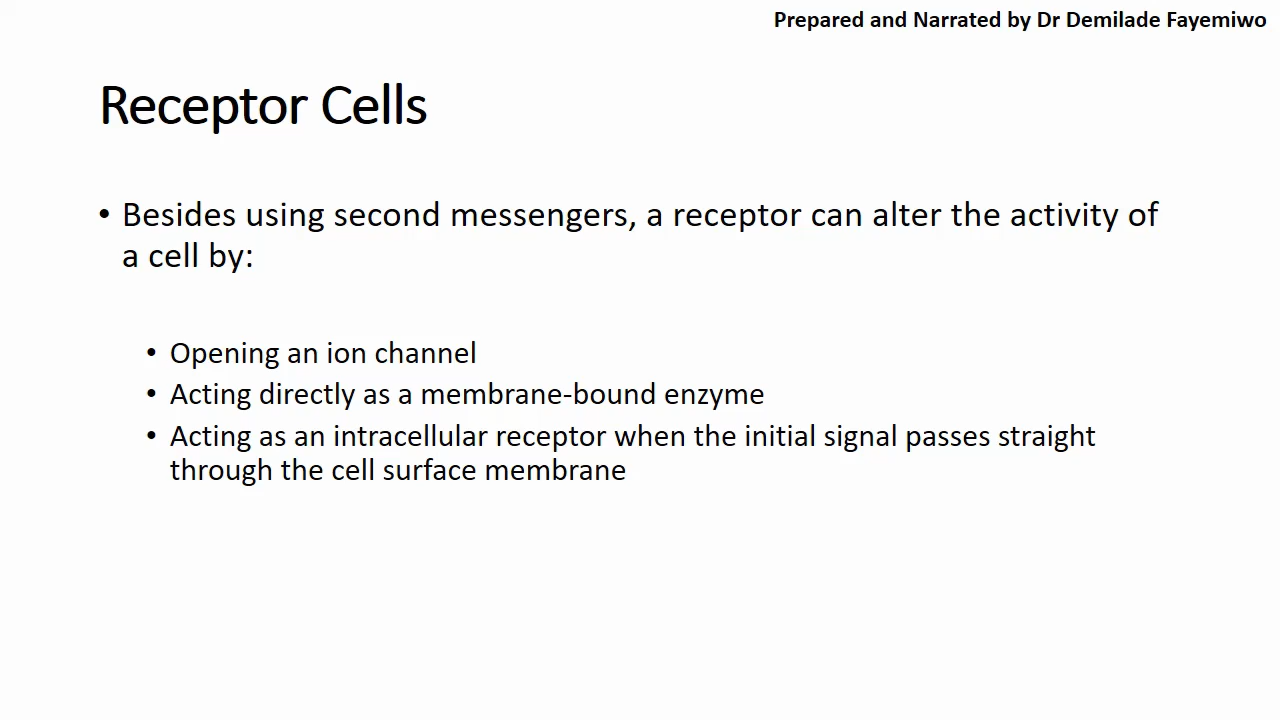 Prepared and Narrated by Dr Demilade Fayemiwo
Receptor Cells
• Besides using second messengers, a receptor can alter the activity of
a cell by:
• Opening an ion channel
• Acting directly as a membrane-bound enzyme
• Acting as an intracellular receptor when the initial signal passes straight
through the cell surface membrane